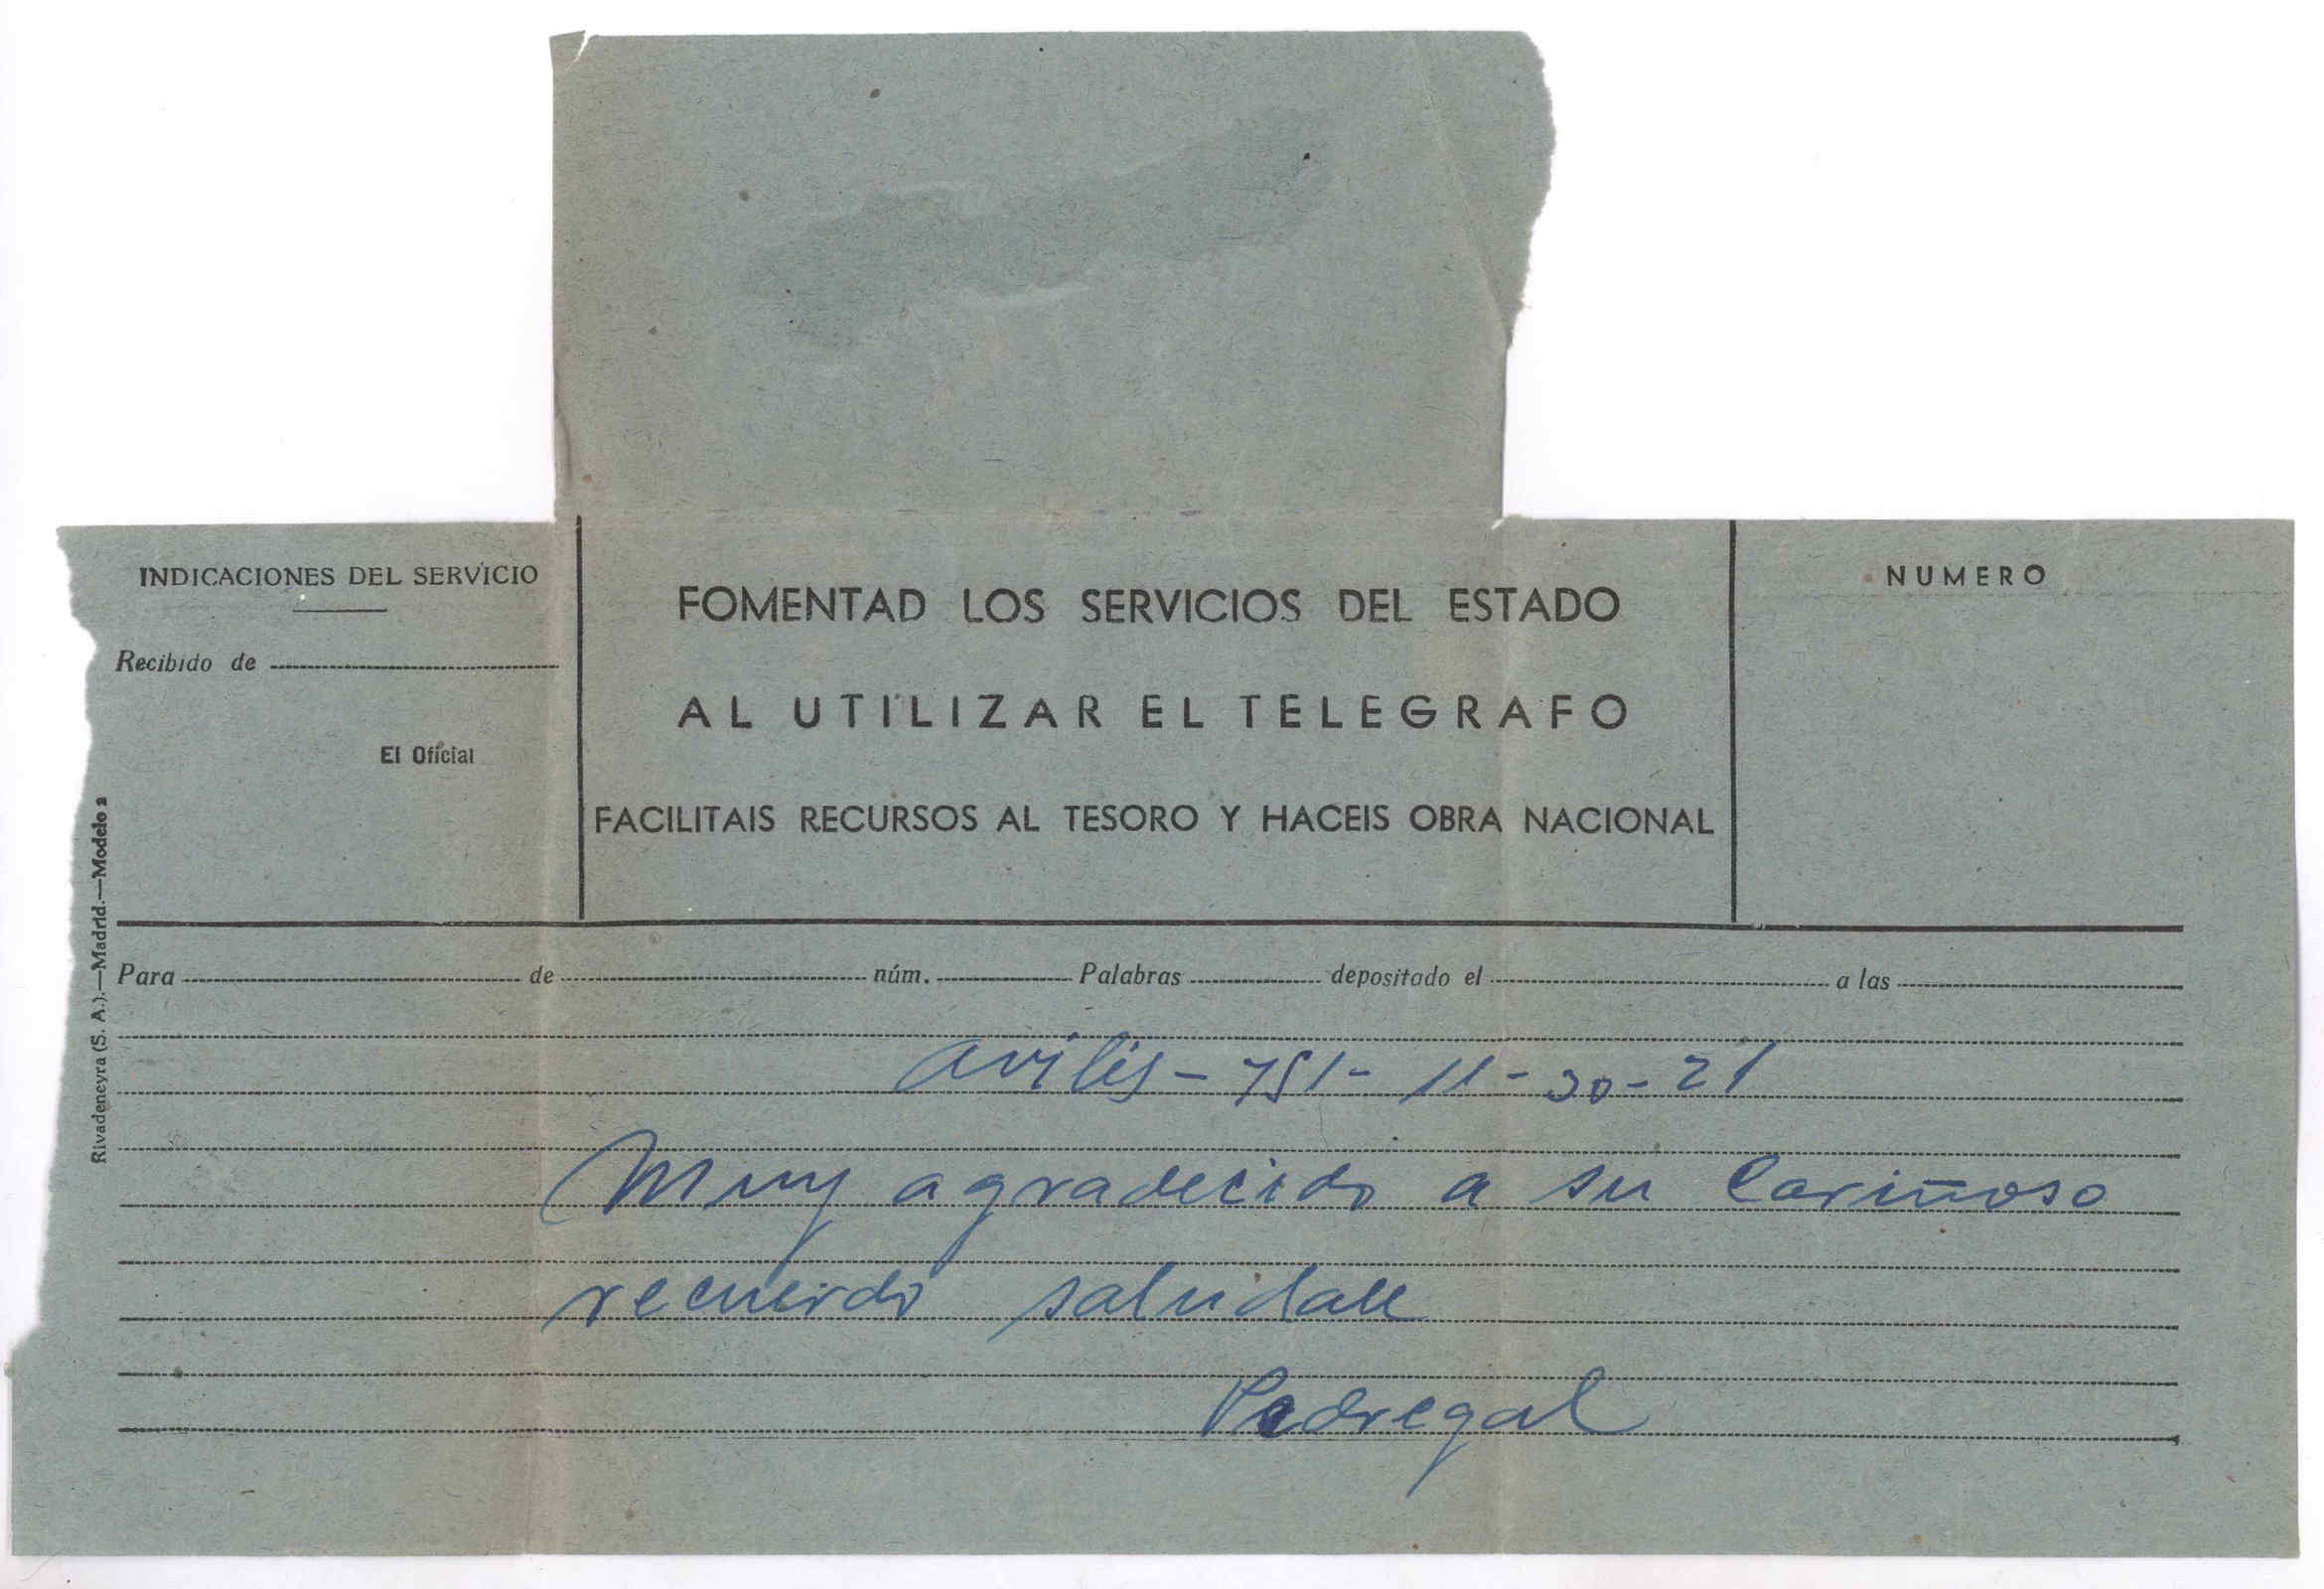 INDICACIONES DEL SERVICIO
Recibido de
El Oficial
FOMENTAD LOS SERVICIOS DEL ESTADO
AL UTILIZAR EL TELEGRAFO
FACILITAIS RECURSOS AL TESORO Y HACEIS OBRA NACIONAL
NUMERO
Rivadeneyra (S. A.).—Madrid.—Modelo 2
Para de núm. Palabras depositado el a las
Avilés - 751 - 11 - 30 - 21
Muy agradecido a su cariñoso
recuerdo saludale
Pedregal